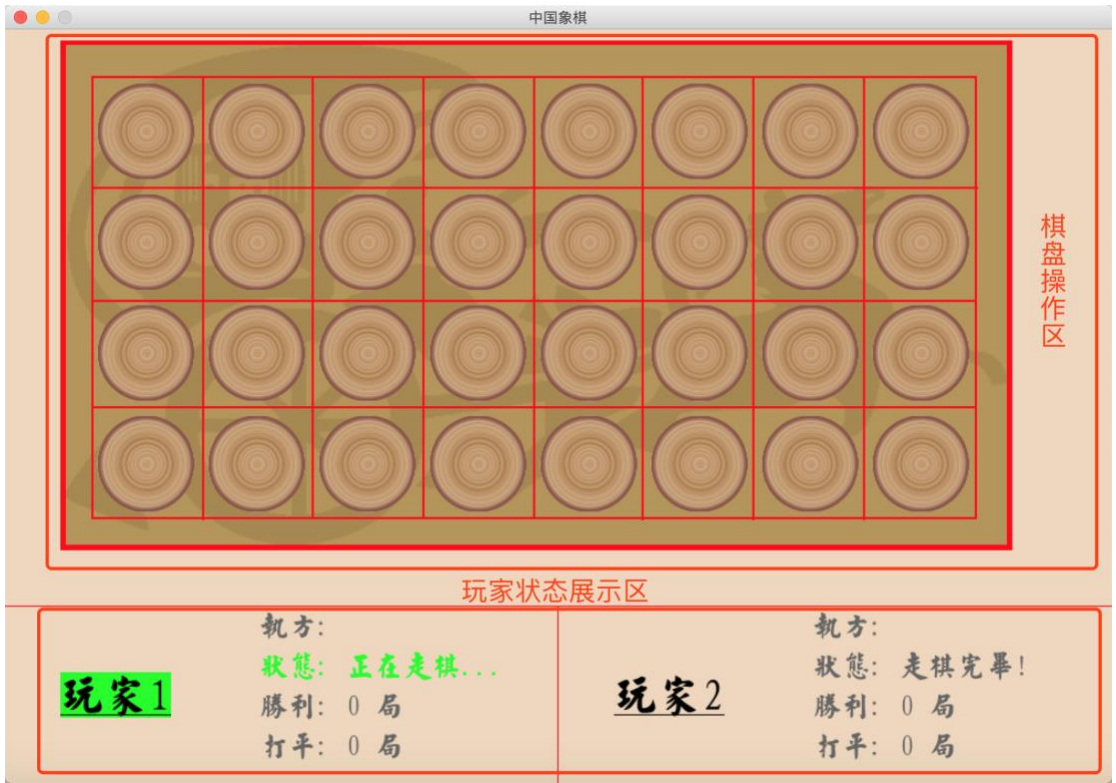 中国象棋
棋盘操作区
玩家状态展示区
玩家1
執方:
狀態: 正在走棋...
勝利: 0 局
打平: 0 局
玩家2
執方:
狀態: 走棋完畢!
勝利: 0 局
打平: 0 局